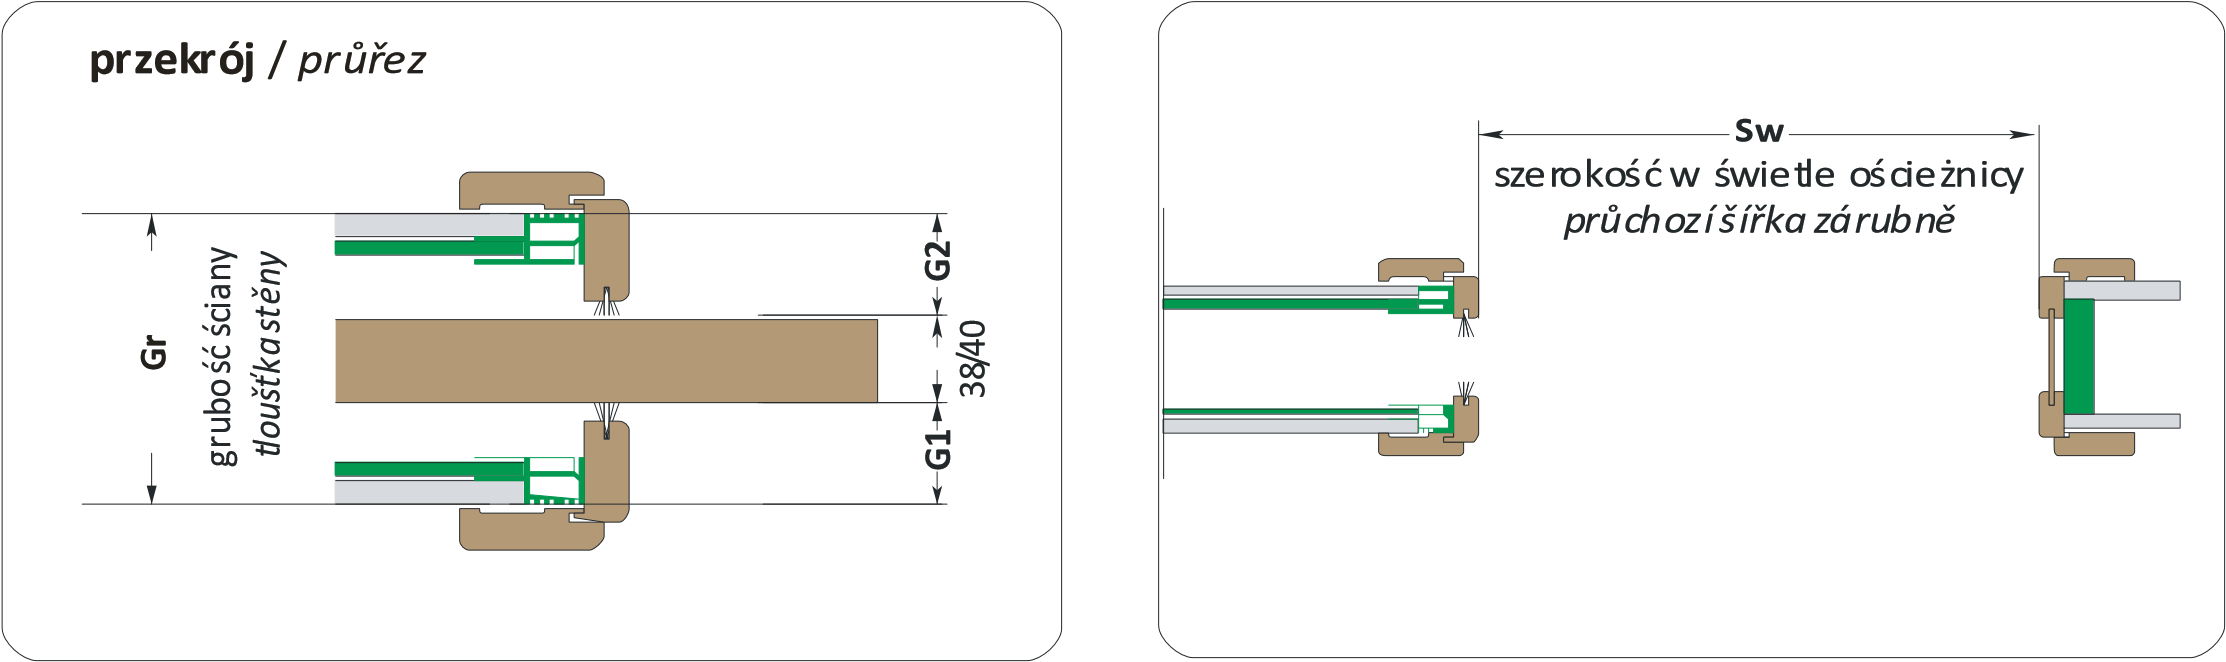 przekrój / průřez
Gr
grubość ściany
tloušťka stěny
G2
38/40
G1
Sw
szerokość w świetle ościeżnicy
průchozí šířka zárubně